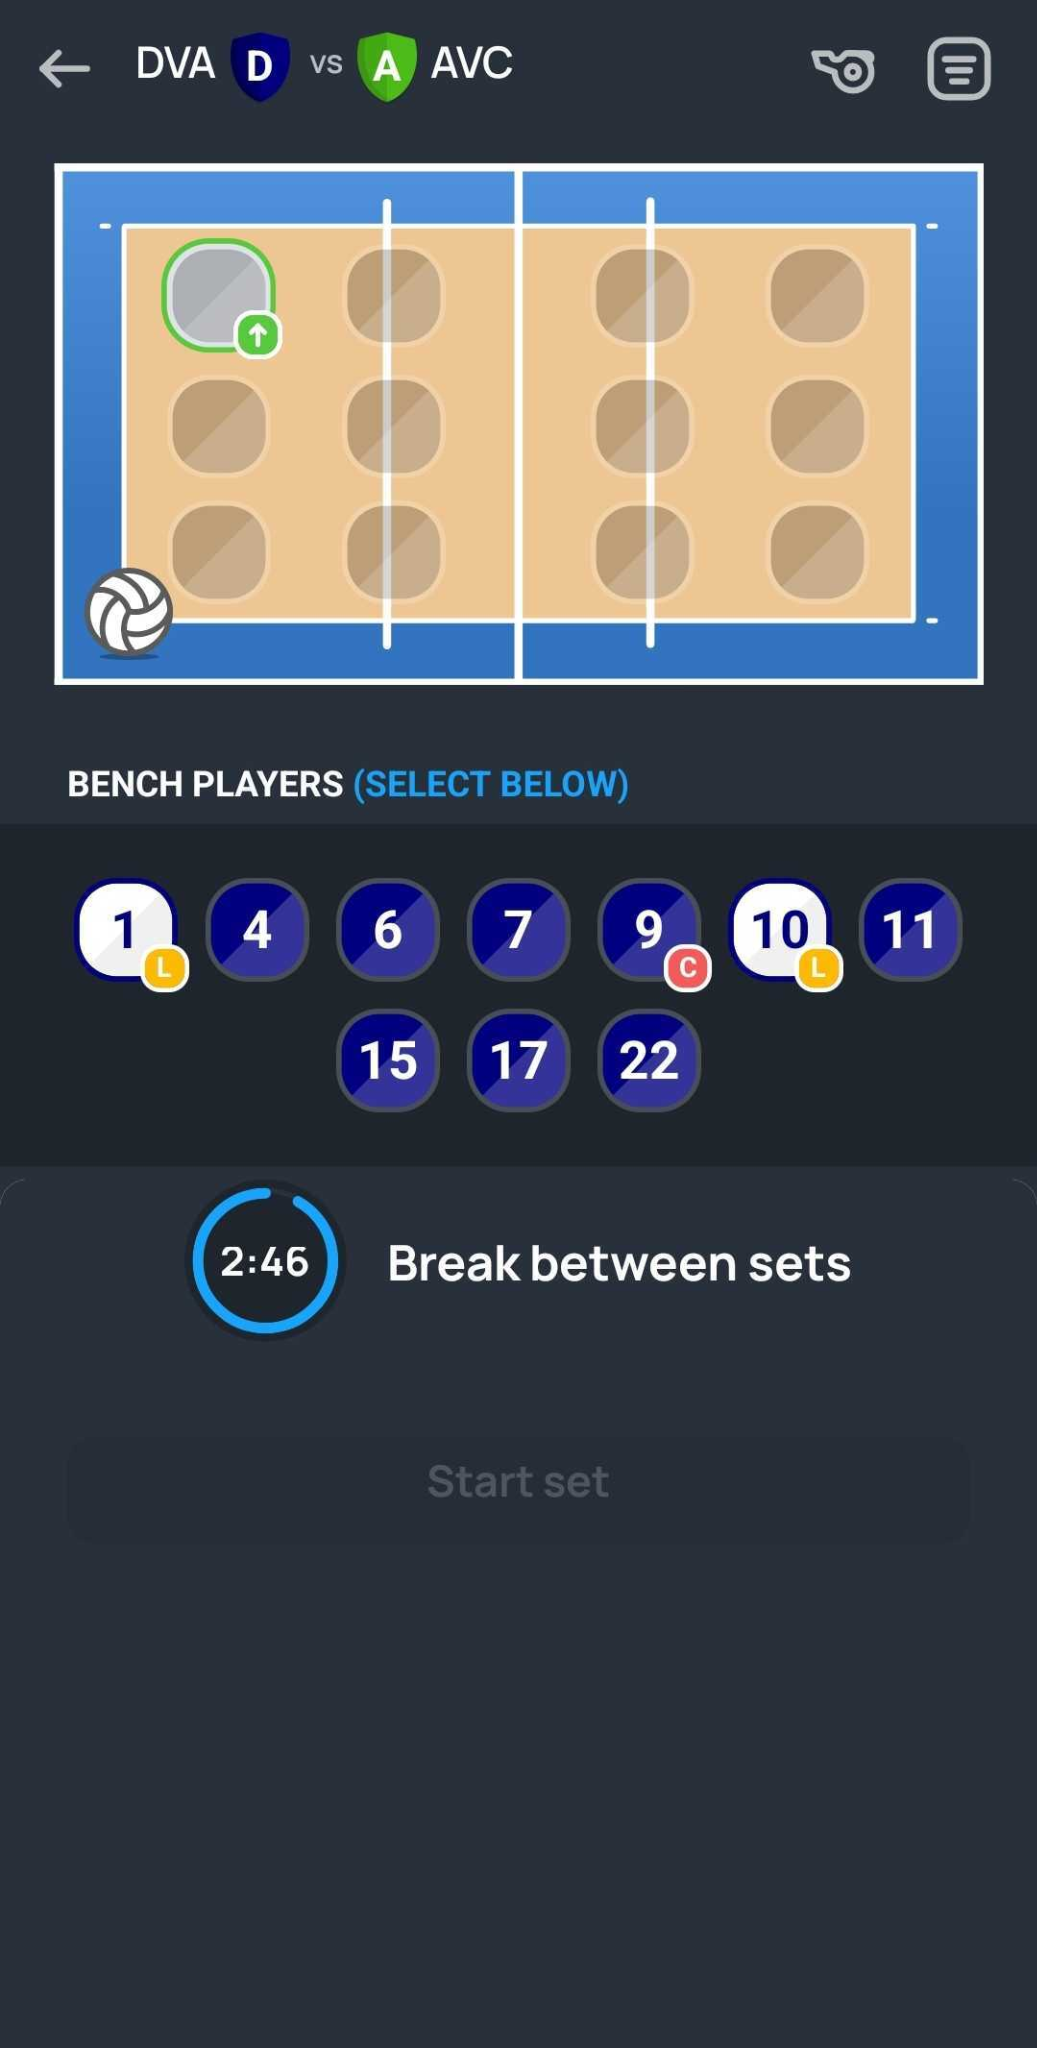 DVA D vs A AVC
BENCH PLAYERS (SELECT BELOW)
1 4 6 7 9 10 11
L C L
15 17 22
2:46 Break between sets
Start set